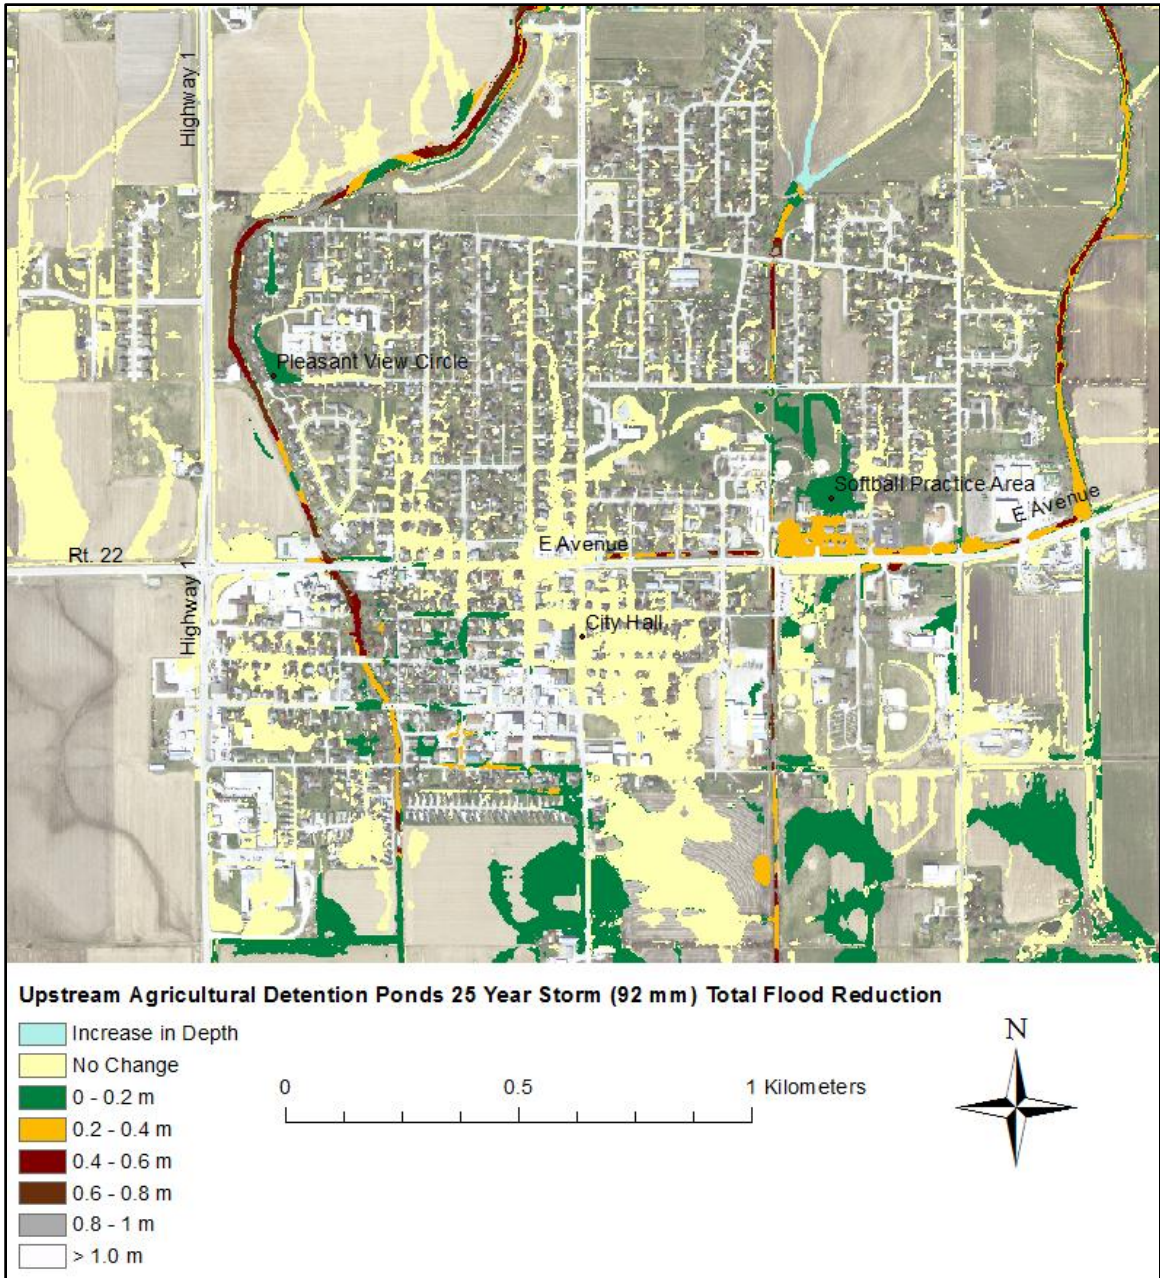 Highway 1
Pleasant View Circle
Softball Practice Area
E Avenue
E Avenue
Rt. 22
Highway 1
City Hall
Upstream Agricultural Detention Ponds 25 Year Storm (92 mm) Total Flood Reduction
Increase in Depth
No Change
0 - 0.2 m
0.2 - 0.4 m
0.4 - 0.6 m
0.6 - 0.8 m
0.8 - 1 m
> 1.0 m
0 0.5 1 Kilometers
N